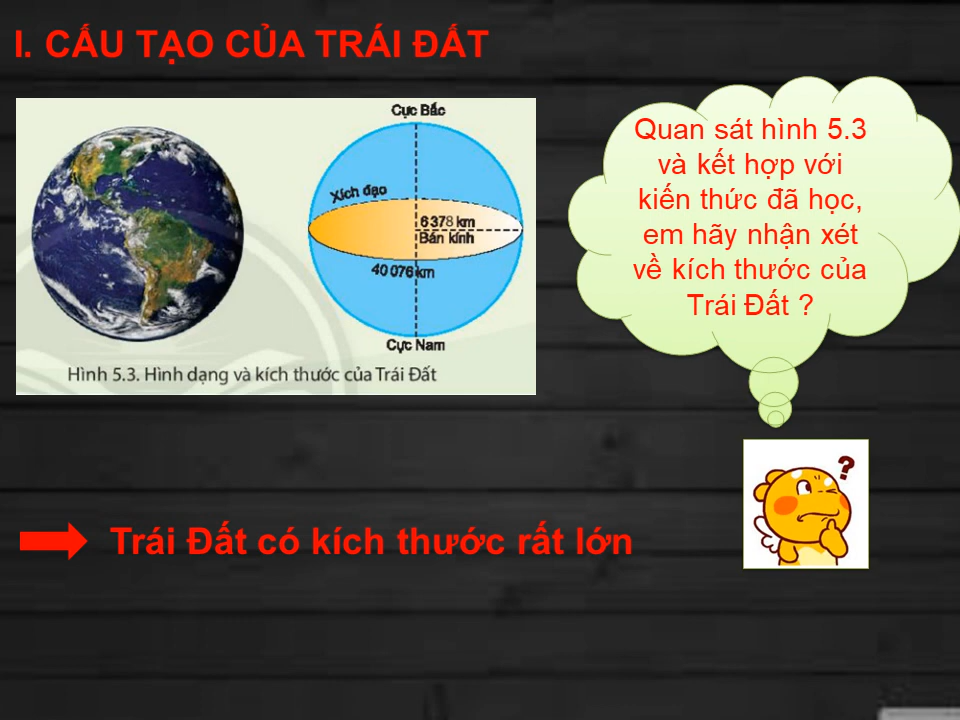 I. CẤU TẠO CỦA TRÁI ĐẤT
Cực Bắc
Xích đạo
6 378 km
Bán kính
40 076 km
Cực Nam
Hình 5.3. Hình dạng và kích thước của Trái Đất
Quan sát hình 5.3
và kết hợp với
kiến thức đã học,
em hãy nhận xét
về kích thước của
Trái Đất ?
?
Trái Đất có kích thước rất lớn